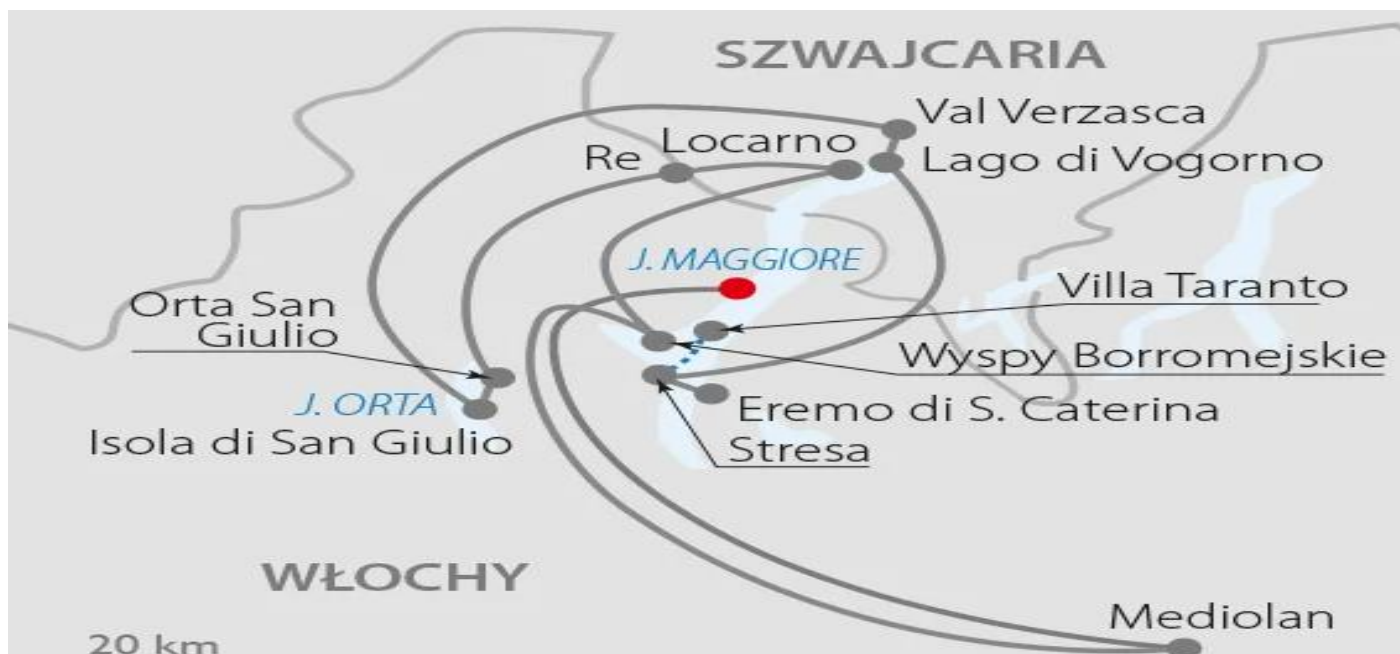 SZWAJCARIA
Val Verzasca
Locarno
Re
Lago di Vogorno
J. MAGGIORE
Villa Taranto
Orta San
Giulio
Wyspy Borromejskie
J. ORTA
Eremo di S. Caterina
Isola di San Giulio
Stresa
WŁOCHY
Mediolan
20 km